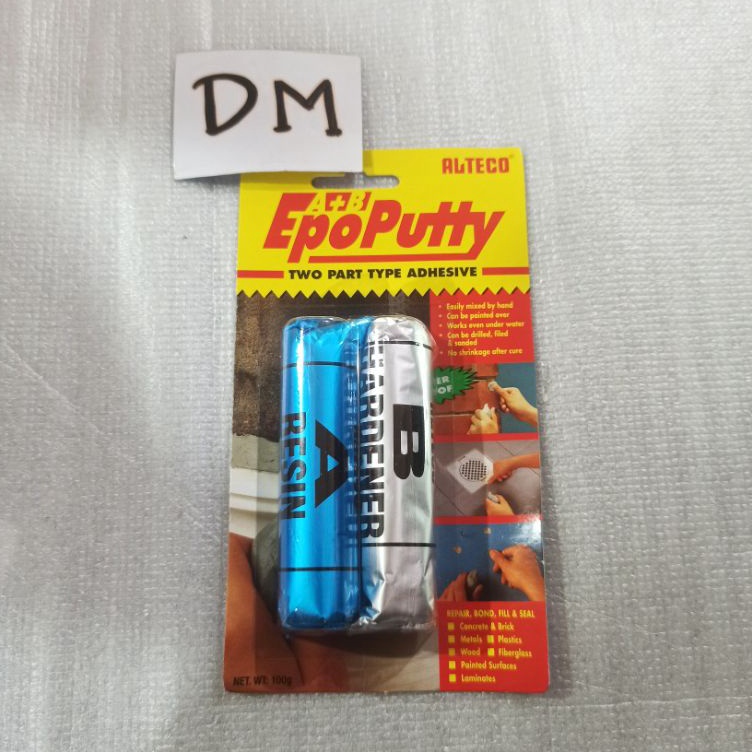 DM
ALTECO
A+B
EpoPutty
TWO PART TYPE ADHESIVE
• Easily mixed by hand
• Can be painted over
• Works even under water
• Can be drilled, filed
& sanded
• No shrinkage after cure
A
RESIN
B
HARDENER
REPAIR, BOND, FILL & SEAL
Concrete & Brick
Metals Plastics
Wood Fiberglass
Painted Surfaces
Laminates
NET. WT. 100g